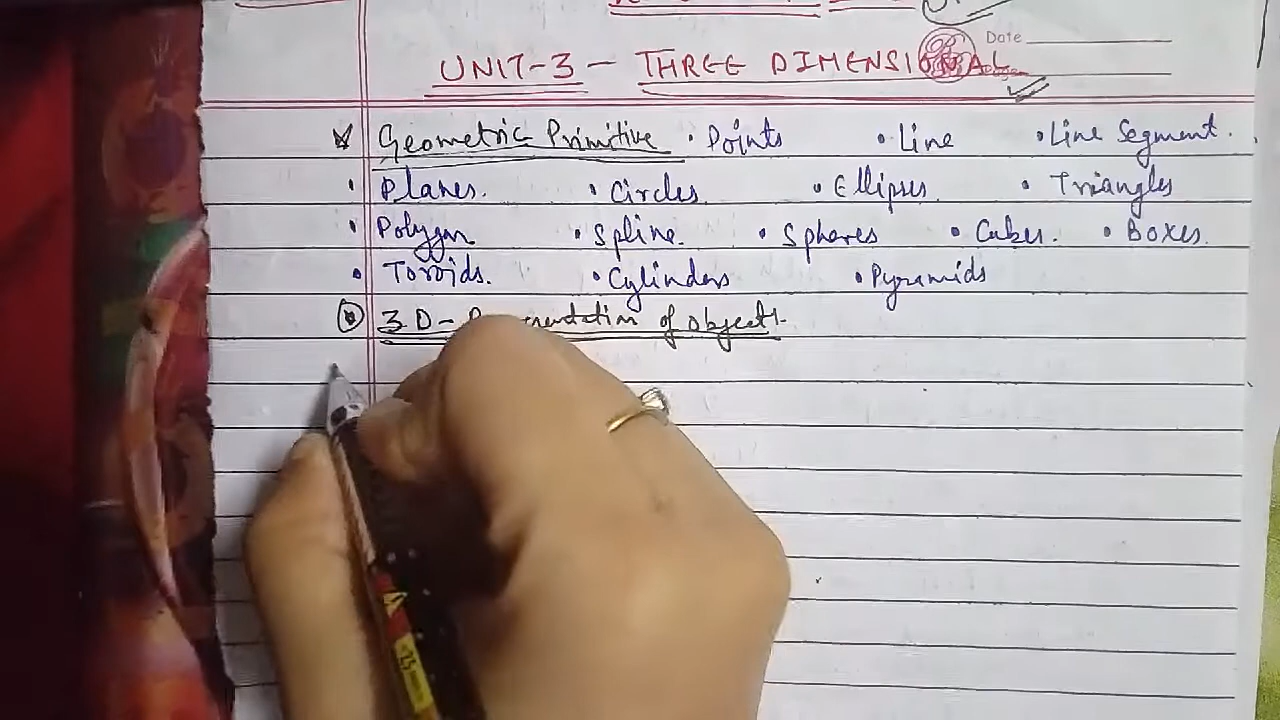 Date
UNIT-3 - THREE DIMENSIONAL
Geometric Primitive • Points • Line • Line Segment.
• Planes. • Circles. • Ellipses. • Triangles
• Polygon • Spline. • Spheres • Cubes. • Boxes.
• Toroids. • Cylinders • Pyramids
3D- of Objects.